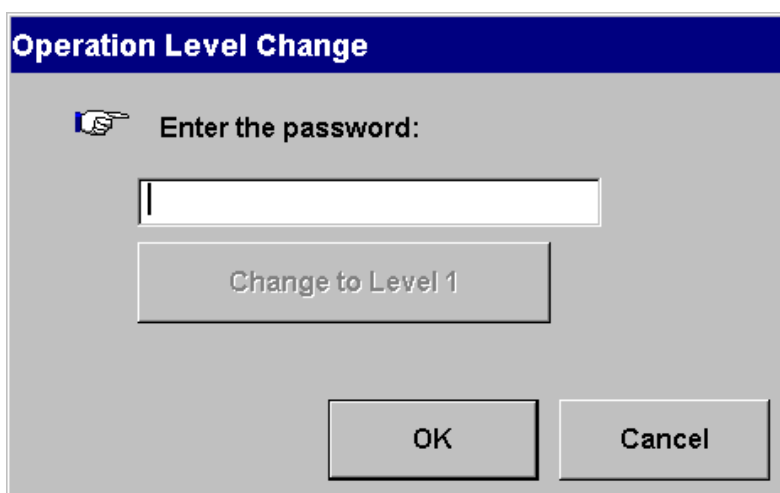 Operation Level Change
Enter the password:
Change to Level 1
OK
Cancel